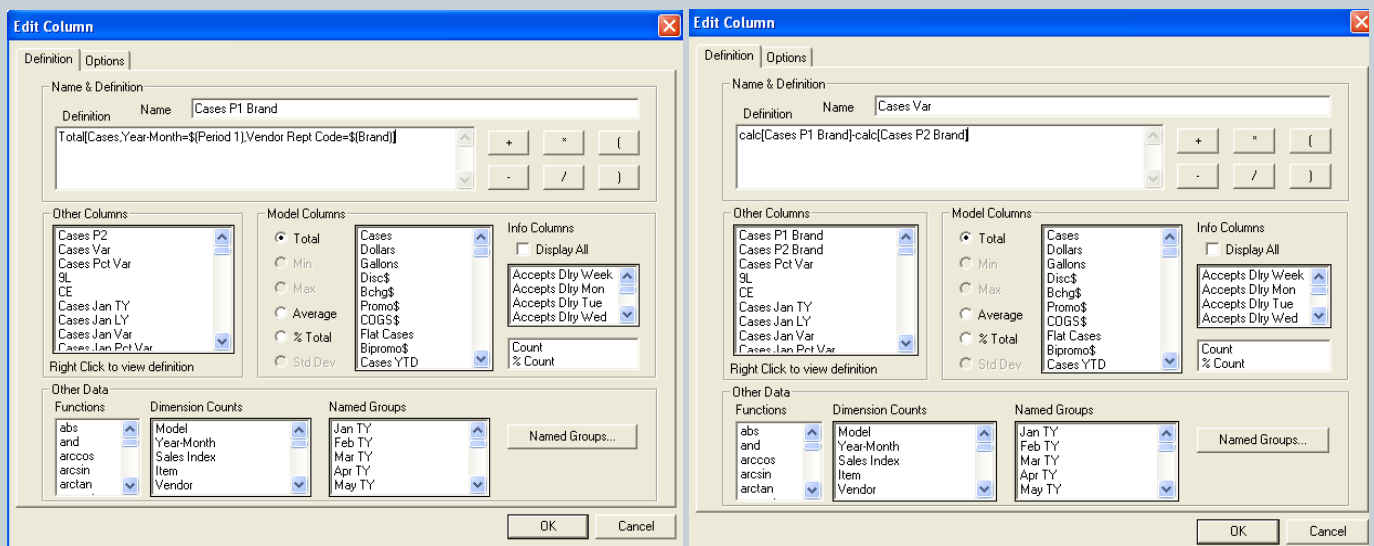 Edit Column
Definition Options
Name & Definition
Definition Name Cases P1 Brand
Total[Cases,Year-Month=$(Period 1),Vendor Rept Code=$(Brand)]
+ * (
- / )
Other Columns
Cases P2
Cases Var
Cases Pct Var
9L
CE
Cases Jan TY
Cases Jan LY
Cases Jan Var
Cases Jan Pct Var
Right Click to view definition
Model Columns
Total
Min
Max
Average
% Total
Std Dev
Cases
Dollars
Gallons
Disc$
Bchg$
Promo$
COGS$
Flat Cases
Bipromo$
Cases YTD
Info Columns
Display All
Accepts Dlry Week
Accepts Dlry Mon
Accepts Dlry Tue
Accepts Dlry Wed
Count
% Count
Other Data
Functions
abs
and
arccos
arcsin
arctan
Dimension Counts
Model
Year-Month
Sales Index
Item
Vendor
Named Groups
Jan TY
Feb TY
Mar TY
Apr TY
May TY
Named Groups...
OK Cancel
Edit Column
Definition Options
Name & Definition
Definition Name Cases Var
calc[Cases P1 Brand]-calc[Cases P2 Brand]
+ * (
- / )
Other Columns
Cases P1 Brand
Cases P2 Brand
Cases Pct Var
9L
CE
Cases Jan TY
Cases Jan LY
Cases Jan Var
Cases Jan Pct Var
Right Click to view definition
Model Columns
Total
Min
Max
Average
% Total
Std Dev
Cases
Dollars
Gallons
Disc$
Bchg$
Promo$
COGS$
Flat Cases
Bipromo$
Cases YTD
Info Columns
Display All
Accepts Dlry Week
Accepts Dlry Mon
Accepts Dlry Tue
Accepts Dlry Wed
Count
% Count
Other Data
Functions
abs
and
arccos
arcsin
arctan
Dimension Counts
Model
Year-Month
Sales Index
Item
Vendor
Named Groups
Jan TY
Feb TY
Mar TY
Apr TY
May TY
Named Groups...
OK Cancel